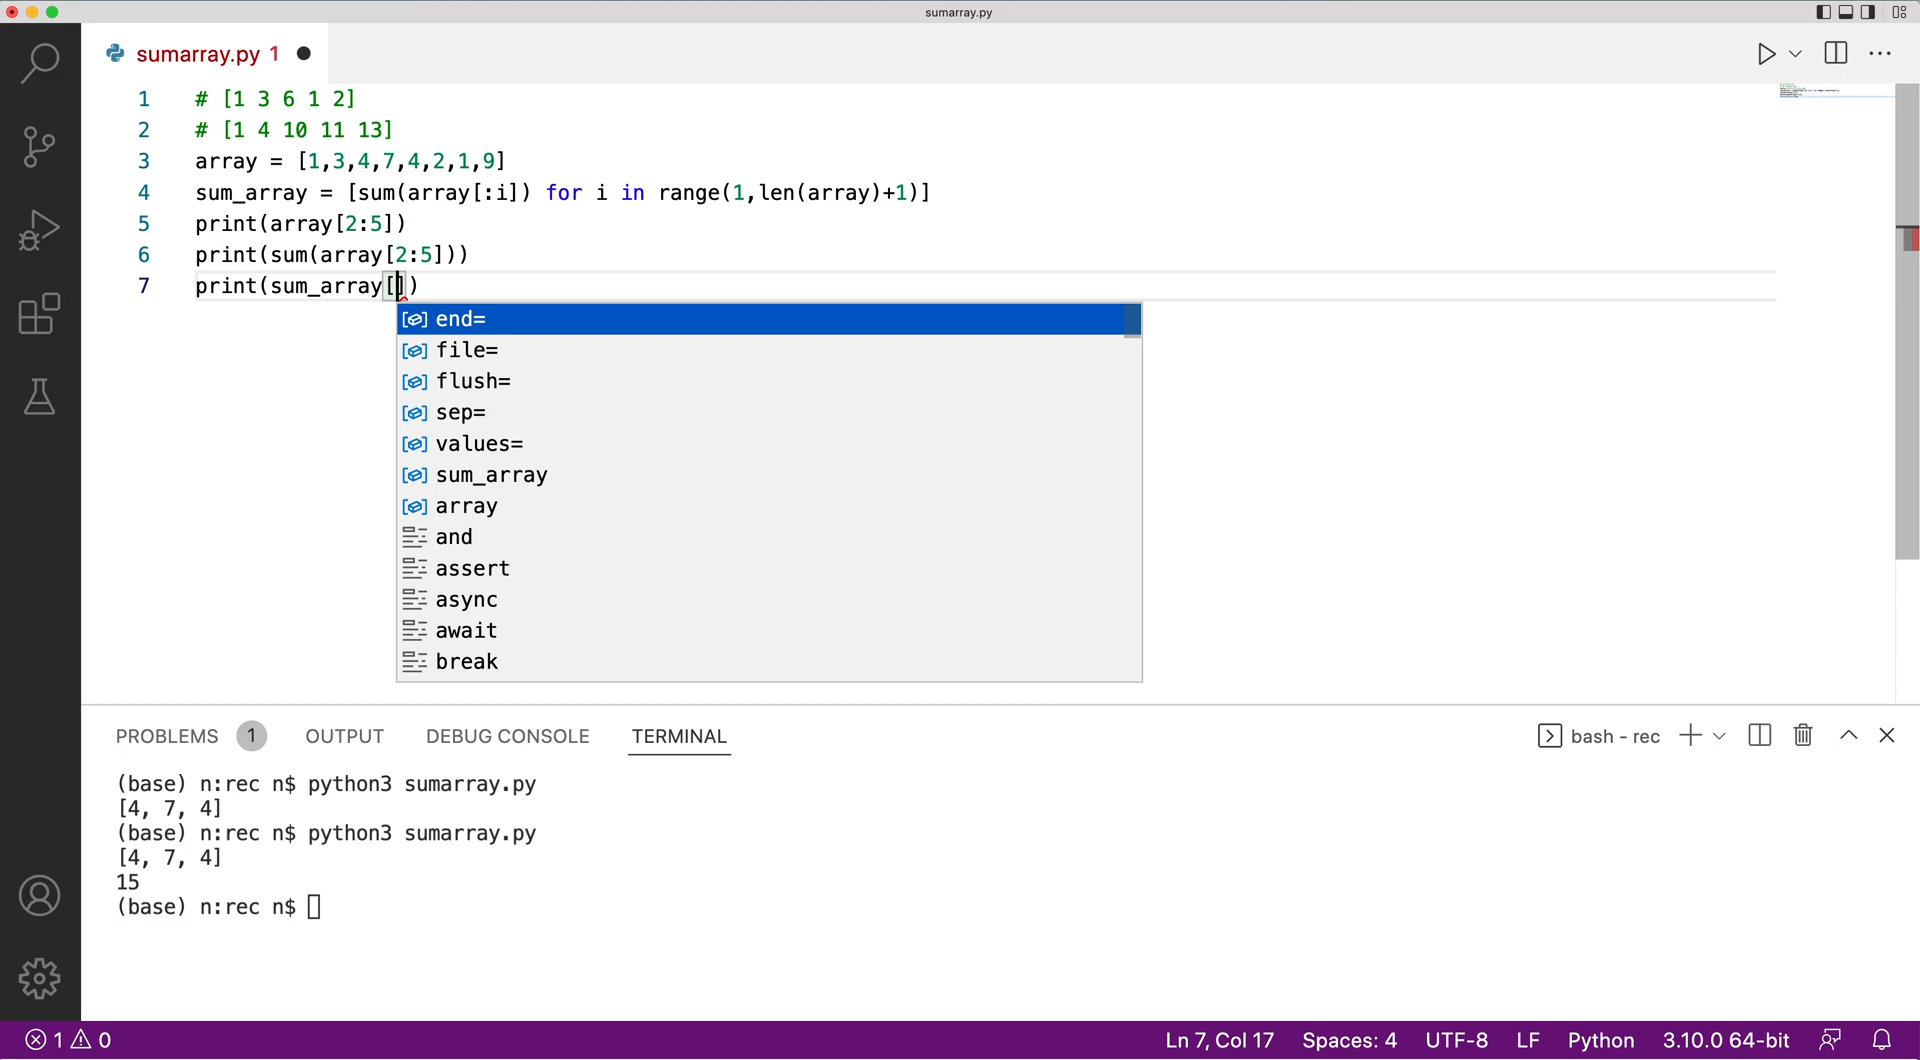 sumarray.py
sumarray.py 1
1 # [1 3 6 1 2]
2 # [1 4 10 11 13]
3 array = [1,3,4,7,4,2,1,9]
4 sum_array = [sum(array[:i]) for i in range(1,len(array)+1)]
5 print(array[2:5])
6 print(sum(array[2:5]))
7 print(sum_array[])
end=
file=
flush=
sep=
values=
sum_array
array
and
assert
async
await
break
PROBLEMS 1 OUTPUT DEBUG CONSOLE TERMINAL bash - rec
(base) n:rec n$ python3 sumarray.py
[4, 7, 4]
(base) n:rec n$ python3 sumarray.py
[4, 7, 4]
15
(base) n:rec n$
1 0 Ln 7, Col 17 Spaces: 4 UTF-8 LF Python 3.10.0 64-bit